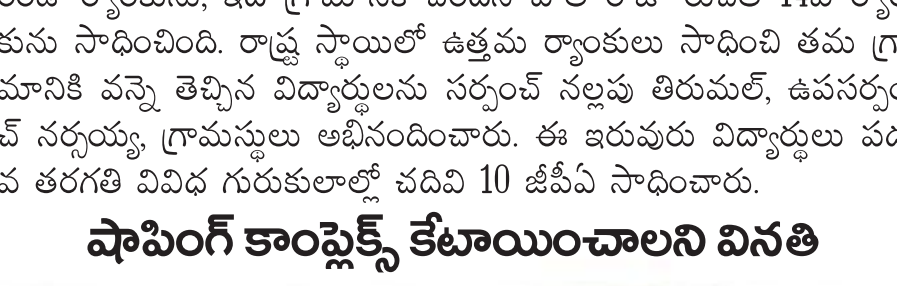 కును సాధించింది. రాష్ట్ర స్థాయిలో ఉత్తమ ర్యాంకులు సాధించి తమ గ్రా
మానికి వన్నె తెచ్చిన విద్యార్థులను సర్పంచ్ నల్లపు తిరుమల్, ఉపసర్పం
చ్ నర్సయ్య, గ్రామస్థులు అభినందించారు. ఈ ఇరువురు విద్యార్థులు పద
వ తరగతి వివిధ గురుకులాల్లో చదివి 10 జీపీఏ సాధించారు.
షాపింగ్ కాంప్లెక్స్ కేటాయించాలని వినతి